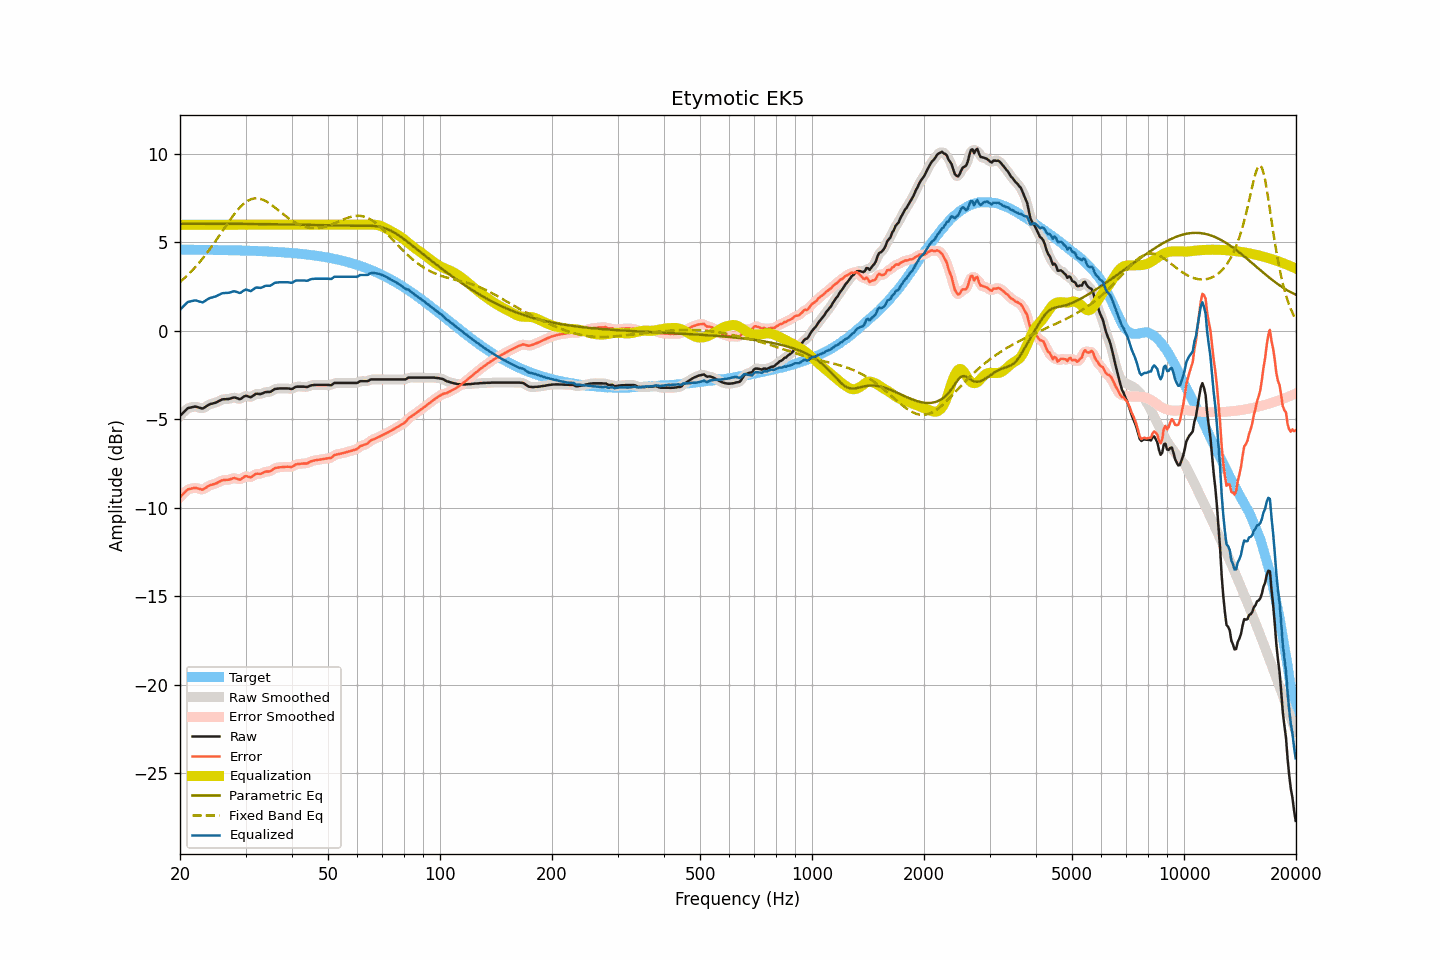 Etymotic EK5
10
5
0
−5
−10
−15
−20
−25
Amplitude (dBr)
Target
Raw Smoothed
Error Smoothed
Raw
Error
Equalization
Parametric Eq
Fixed Band Eq
Equalized
20 50 100 200 500 1000 2000 5000 10000 20000
Frequency (Hz)